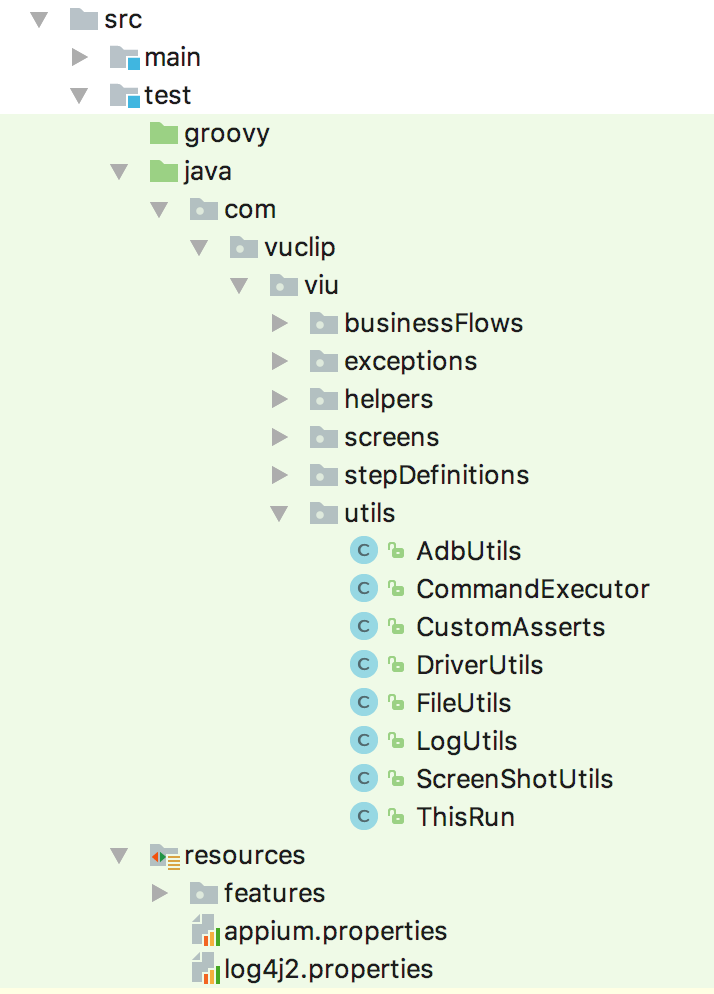 src
main
test
groovy
java
com
vuclip
viu
businessFlows
exceptions
helpers
screens
stepDefinitions
utils
C AdbUtils
C CommandExecutor
C CustomAsserts
C DriverUtils
C FileUtils
C LogUtils
C ScreenShotUtils
C ThisRun
resources
features
appium.properties
log4j2.properties